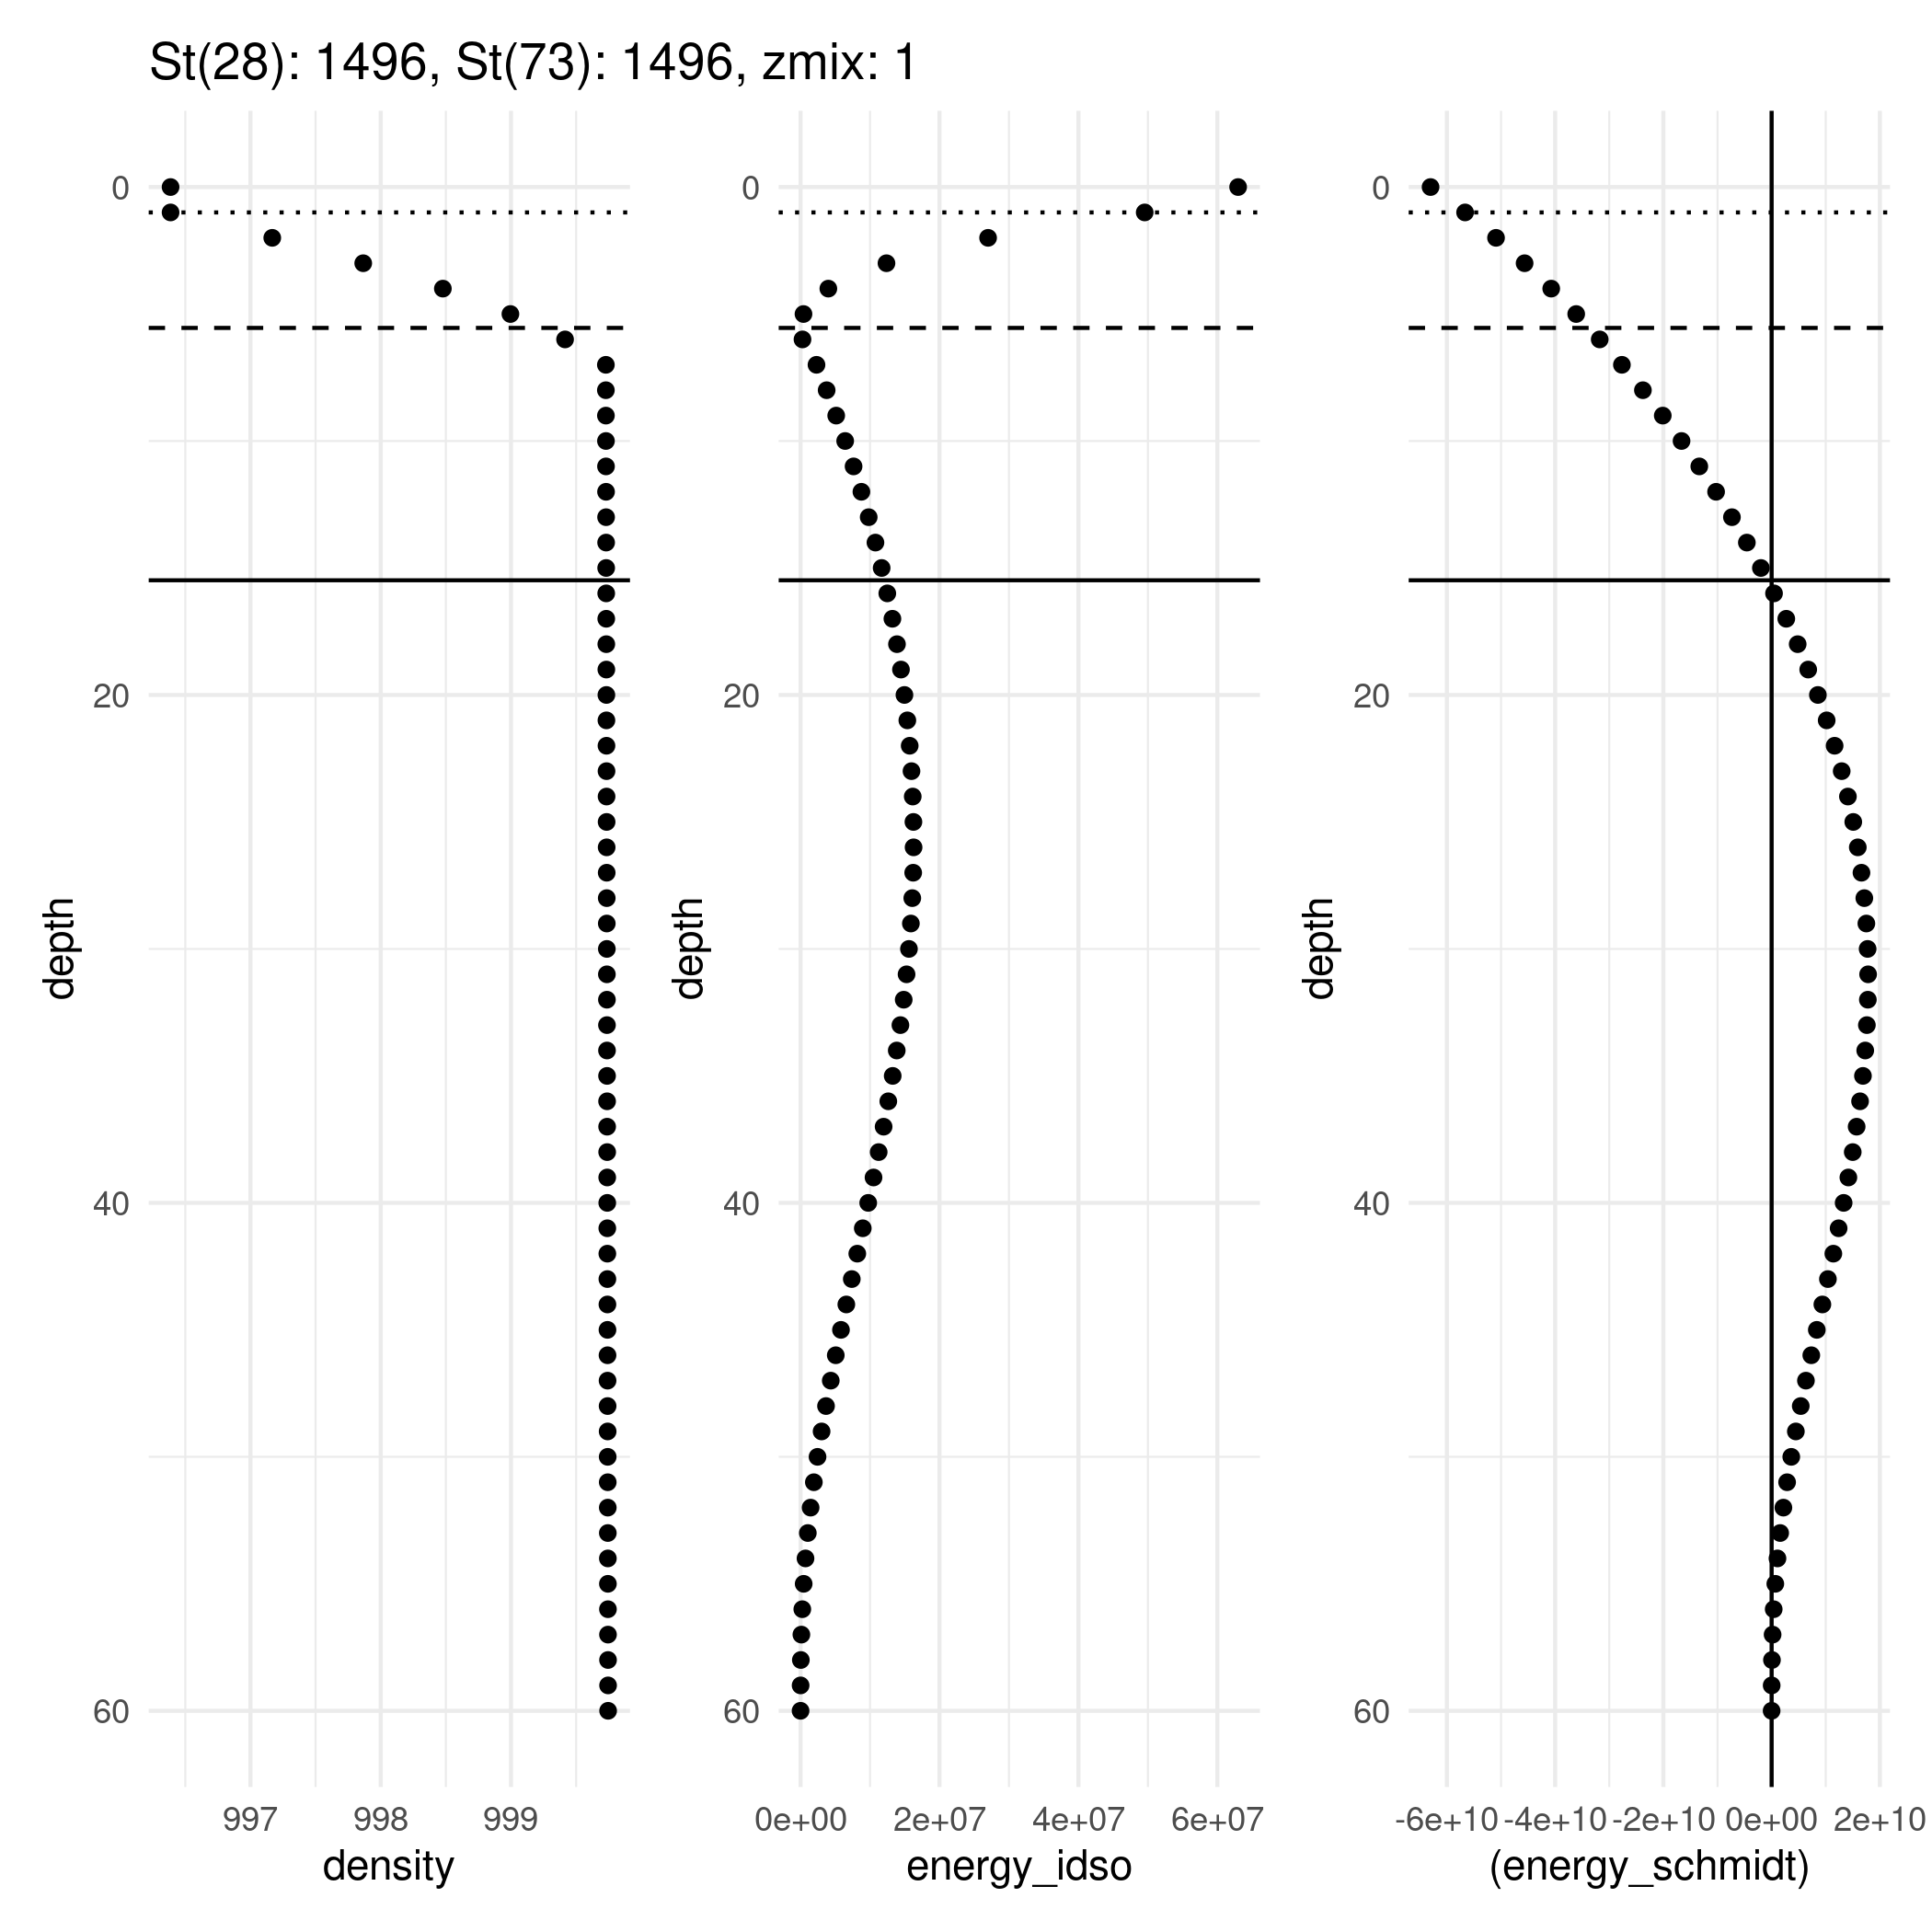 St(28): 1496, St(73): 1496, zmix: 1
0
20
40
60
depth
997 998 999
density
0
20
40
60
depth
0e+00 2e+07 4e+07 6e+07
energy_idso
0
20
40
60
depth
-6e+10 -4e+10 -2e+10 0e+00 2e+10
(energy_schmidt)